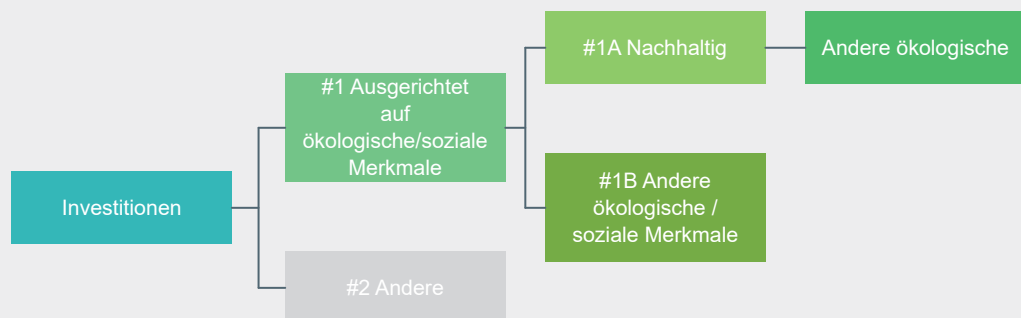 Investitionen
#1 Ausgerichtet
auf
ökologische/soziale
Merkmale
#2 Andere
#1A Nachhaltig
#1B Andere
ökologische /
soziale Merkmale
Andere ökologische